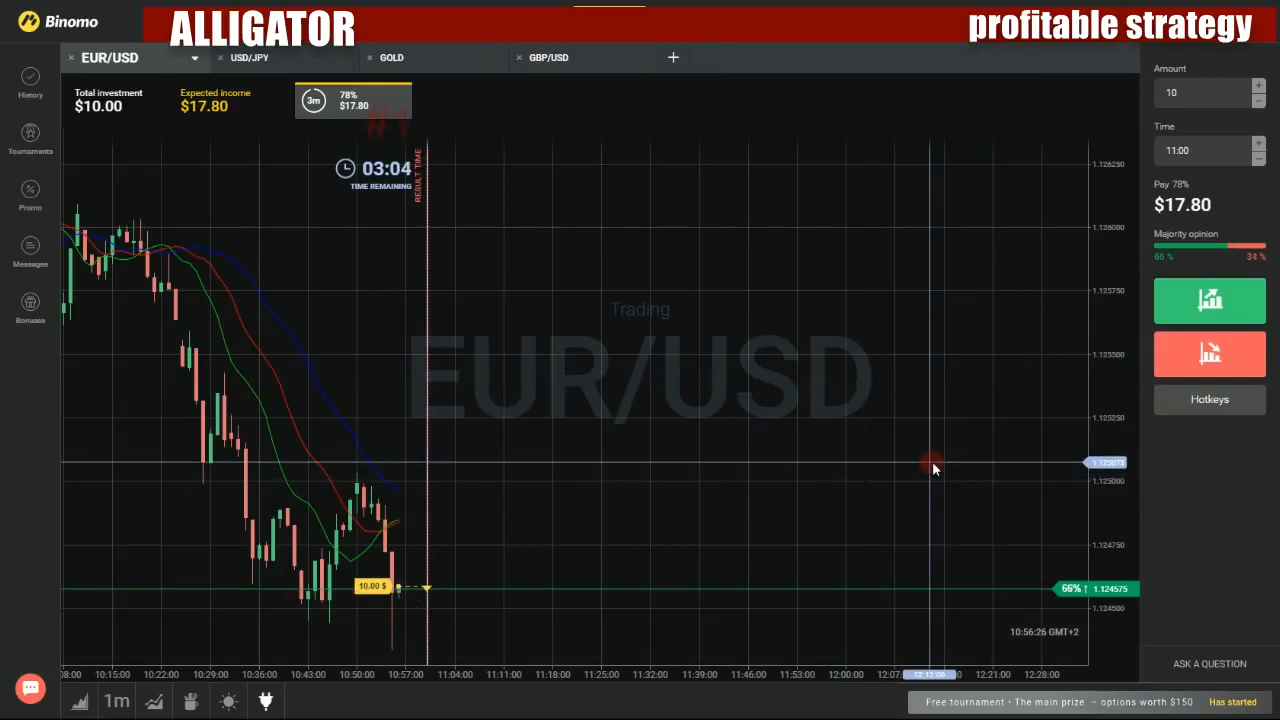 Binomo
ALLIGATOR
profitable strategy
EUR/USD
USD/JPY
GOLD
GBP/USD
Total investment
$10.00
Expected income
$17.80
3m
78%
$17.80
#1
03:04
TIME REMAINING
RESULT TIME
History
Tournaments
Promo
Messages
Bonuses
Trading
EUR/USD
1.126250
1.126000
1.125750
1.125500
1.125250
1.125073
1.125000
1.124750
66% ↑ 1.124575
1.124500
10.00 $
10:56:26 GMT+2
10:15:00
10:22:00
10:29:00
10:36:00
10:43:00
10:50:00
10:57:00
11:04:00
11:11:00
11:18:00
11:25:00
11:32:00
11:39:00
11:46:00
11:53:00
12:00:00
12:21:00
12:28:00
Amount
10
Time
11:00
Pay 78%
$17.80
Majority opinion
66 %
34 %
Hotkeys
ASK A QUESTION
1m
Free tournament • The main prize – options worth $150
Has started